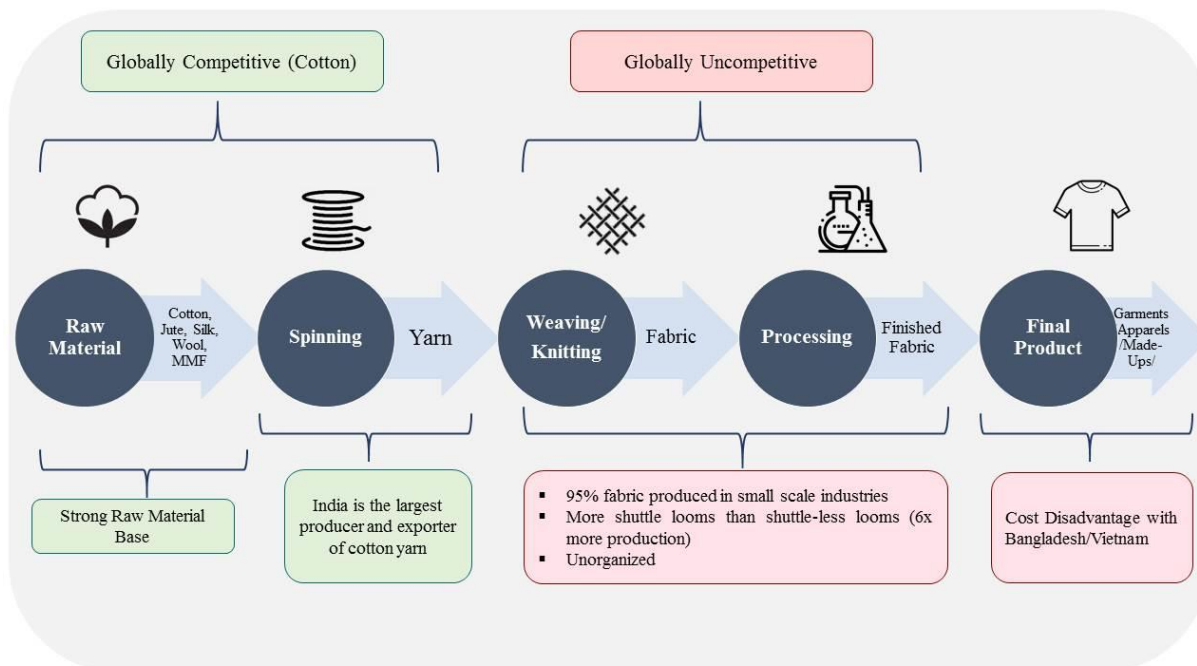 Globally Competitive (Cotton)
Globally Uncompetitive
Raw
Material
Cotton,
Jute, Silk,
Wool,
MMF
Spinning
Yarn
Weaving/
Knitting
Fabric
Processing
Finished
Fabric
Final
Product
Garments
/Apparels
/Made-
Ups/
Strong Raw Material
Base
India is the largest
producer and exporter
of cotton yarn
▪ 95% fabric produced in small scale industries
▪ More shuttle looms than shuttle-less looms (6x
more production)
▪ Unorganized
Cost Disadvantage with
Bangladesh/Vietnam